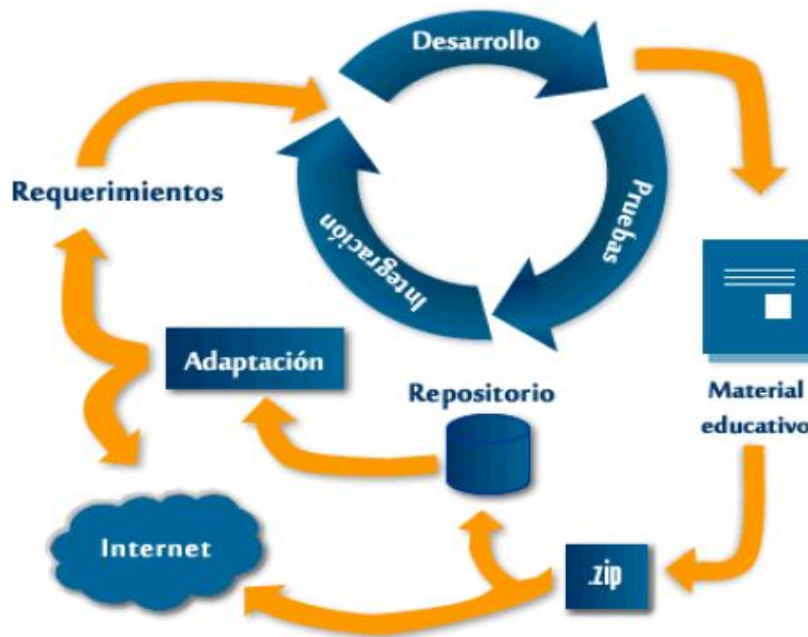 Desarrollo
Requerimientos
Pruebas
Integración
Adaptación
Repositorio
Material
educativo
Internet
.zip